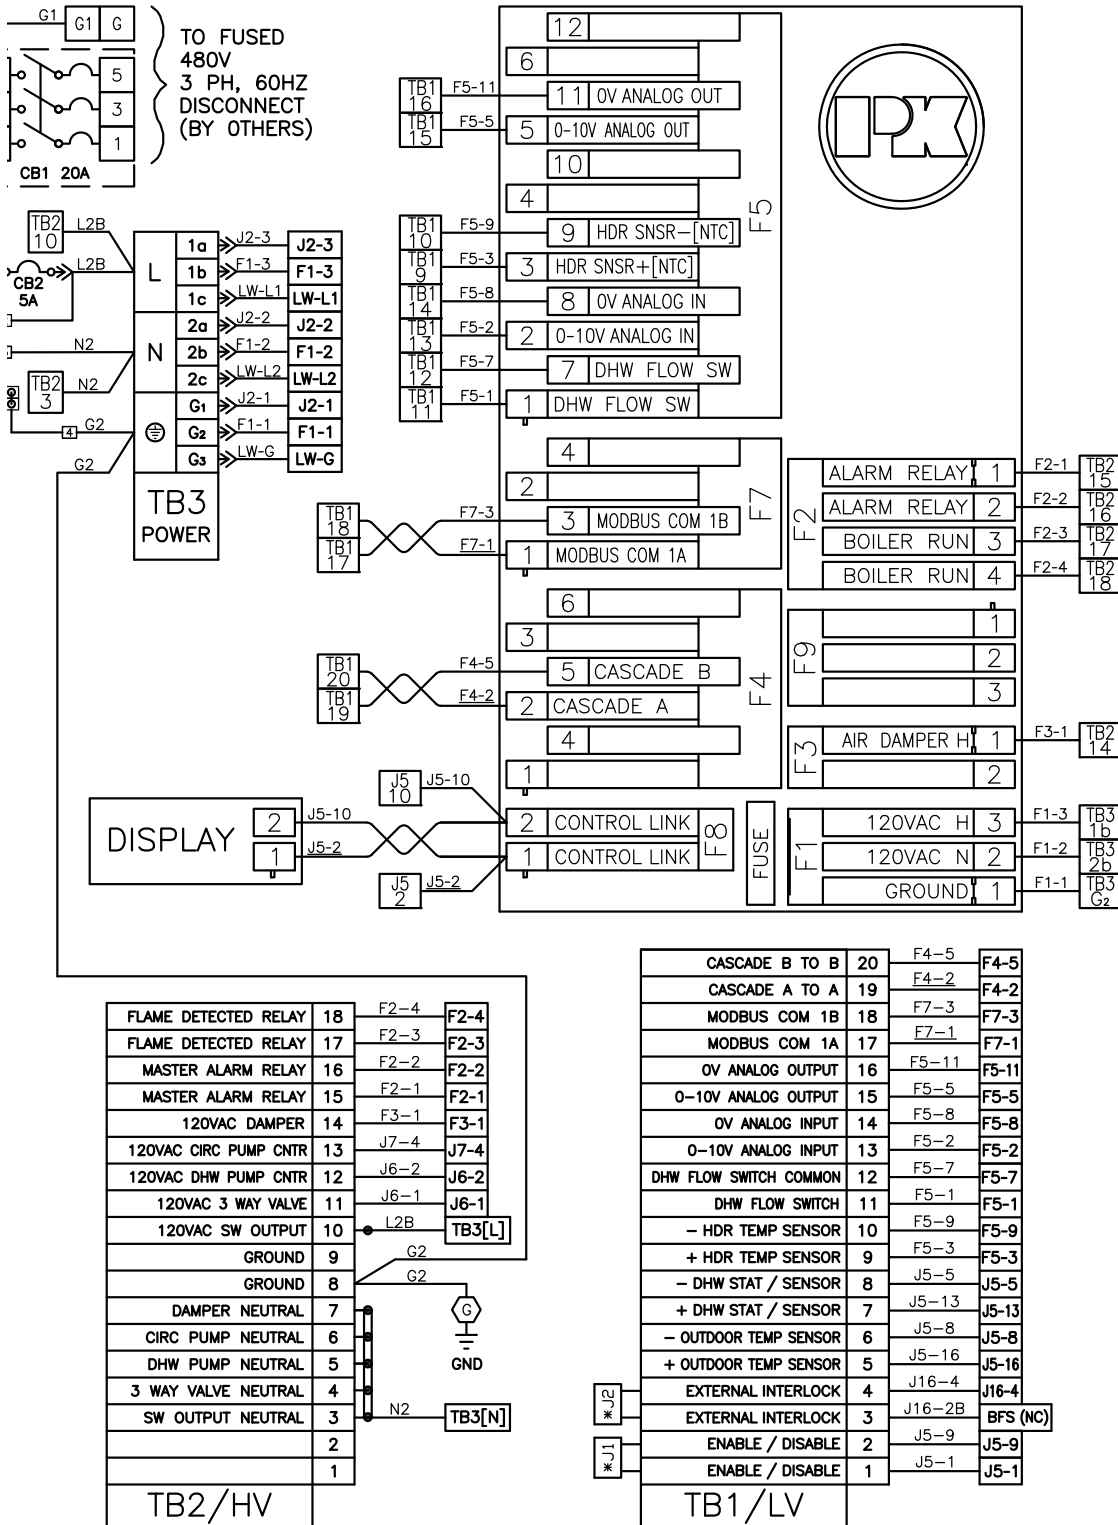 G1
G1 G
5
3
1
CB1 20A
TO FUSED
480V
3 PH, 60HZ
DISCONNECT
(BY OTHERS)
TB2
10
L2B
L2B
CB2
5A
N2
TB2
3
N2
4
G2
G2
L
N
1a J2-3 J2-3
1b F1-3 F1-3
1c LW-L1 LW-L1
2a J2-2 J2-2
2b F1-2 F1-2
2c LW-L2 LW-L2
G1 J2-1 J2-1
G2 F1-1 F1-1
G3 LW-G LW-G
TB3
POWER
12
6
TB1
16
F5-11
11 0V ANALOG OUT
TB1
15
F5-5
5 0-10V ANALOG OUT
10
4
TB1
10
F5-9
9 HDR SNSR-[NTC]
TB1
9
F5-3
3 HDR SNSR+[NTC]
TB1
14
F5-8
8 0V ANALOG IN
TB1
13
F5-2
2 0-10V ANALOG IN
TB1
12
F5-7
7 DHW FLOW SW
TB1
11
F5-1
1 DHW FLOW SW
F5
IPK
4
2
TB1
18
F7-3
3 MODBUS COM 1B
TB1
17
F7-1
1 MODBUS COM 1A
F7
6
3
TB1
20
F4-5
5 CASCADE B
TB1
19
F4-2
2 CASCADE A
4
1
F4
F2
ALARM RELAY 1 F2-1 TB2
15
ALARM RELAY 2 F2-2 TB2
16
BOILER RUN 3 F2-3 TB2
17
BOILER RUN 4 F2-4 TB2
18
F9
1
2
3
F3
AIR DAMPER H 1 F3-1 TB2
14
2
J5
10
J5-10
DISPLAY
2 J5-10
1 J5-2
J5
2
J5-2
2 CONTROL LINK
1 CONTROL LINK
F8
FUSE
F1
120VAC H 3 F1-3 TB3
1b
120VAC N 2 F1-2 TB3
2b
GROUND 1 F1-1 TB3
G2
FLAME DETECTED RELAY 18 F2-4 F2-4
FLAME DETECTED RELAY 17 F2-3 F2-3
MASTER ALARM RELAY 16 F2-2 F2-2
MASTER ALARM RELAY 15 F2-1 F2-1
120VAC DAMPER 14 F3-1 F3-1
120VAC CIRC PUMP CNTR 13 J7-4 J7-4
120VAC DHW PUMP CNTR 12 J6-2 J6-2
120VAC 3 WAY VALVE 11 J6-1 J6-1
120VAC SW OUTPUT 10 L2B TB3[L]
GROUND 9 G2
GROUND 8 G2
DAMPER NEUTRAL 7
G
CIRC PUMP NEUTRAL 6
DHW PUMP NEUTRAL 5
GND
3 WAY VALVE NEUTRAL 4
SW OUTPUT NEUTRAL 3 N2 TB3[N]
2
1
TB2/HV
CASCADE B TO B 20 F4-5 F4-5
CASCADE A TO A 19 F4-2 F4-2
MODBUS COM 1B 18 F7-3 F7-3
MODBUS COM 1A 17 F7-1 F7-1
0V ANALOG OUTPUT 16 F5-11 F5-11
0-10V ANALOG OUTPUT 15 F5-5 F5-5
0V ANALOG INPUT 14 F5-8 F5-8
0-10V ANALOG INPUT 13 F5-2 F5-2
DHW FLOW SWITCH COMMON 12 F5-7 F5-7
DHW FLOW SWITCH 11 F5-1 F5-1
- HDR TEMP SENSOR 10 F5-9 F5-9
+ HDR TEMP SENSOR 9 F5-3 F5-3
- DHW STAT / SENSOR 8 J5-5 J5-5
+ DHW STAT / SENSOR 7 J5-13 J5-13
- OUTDOOR TEMP SENSOR 6 J5-8 J5-8
+ OUTDOOR TEMP SENSOR 5 J5-16 J5-16
*J2
EXTERNAL INTERLOCK 4 J16-4 J16-4
EXTERNAL INTERLOCK 3 J16-2B BFS (NC)
*J1
ENABLE / DISABLE 2 J5-9 J5-9
ENABLE / DISABLE 1 J5-1 J5-1
TB1/LV